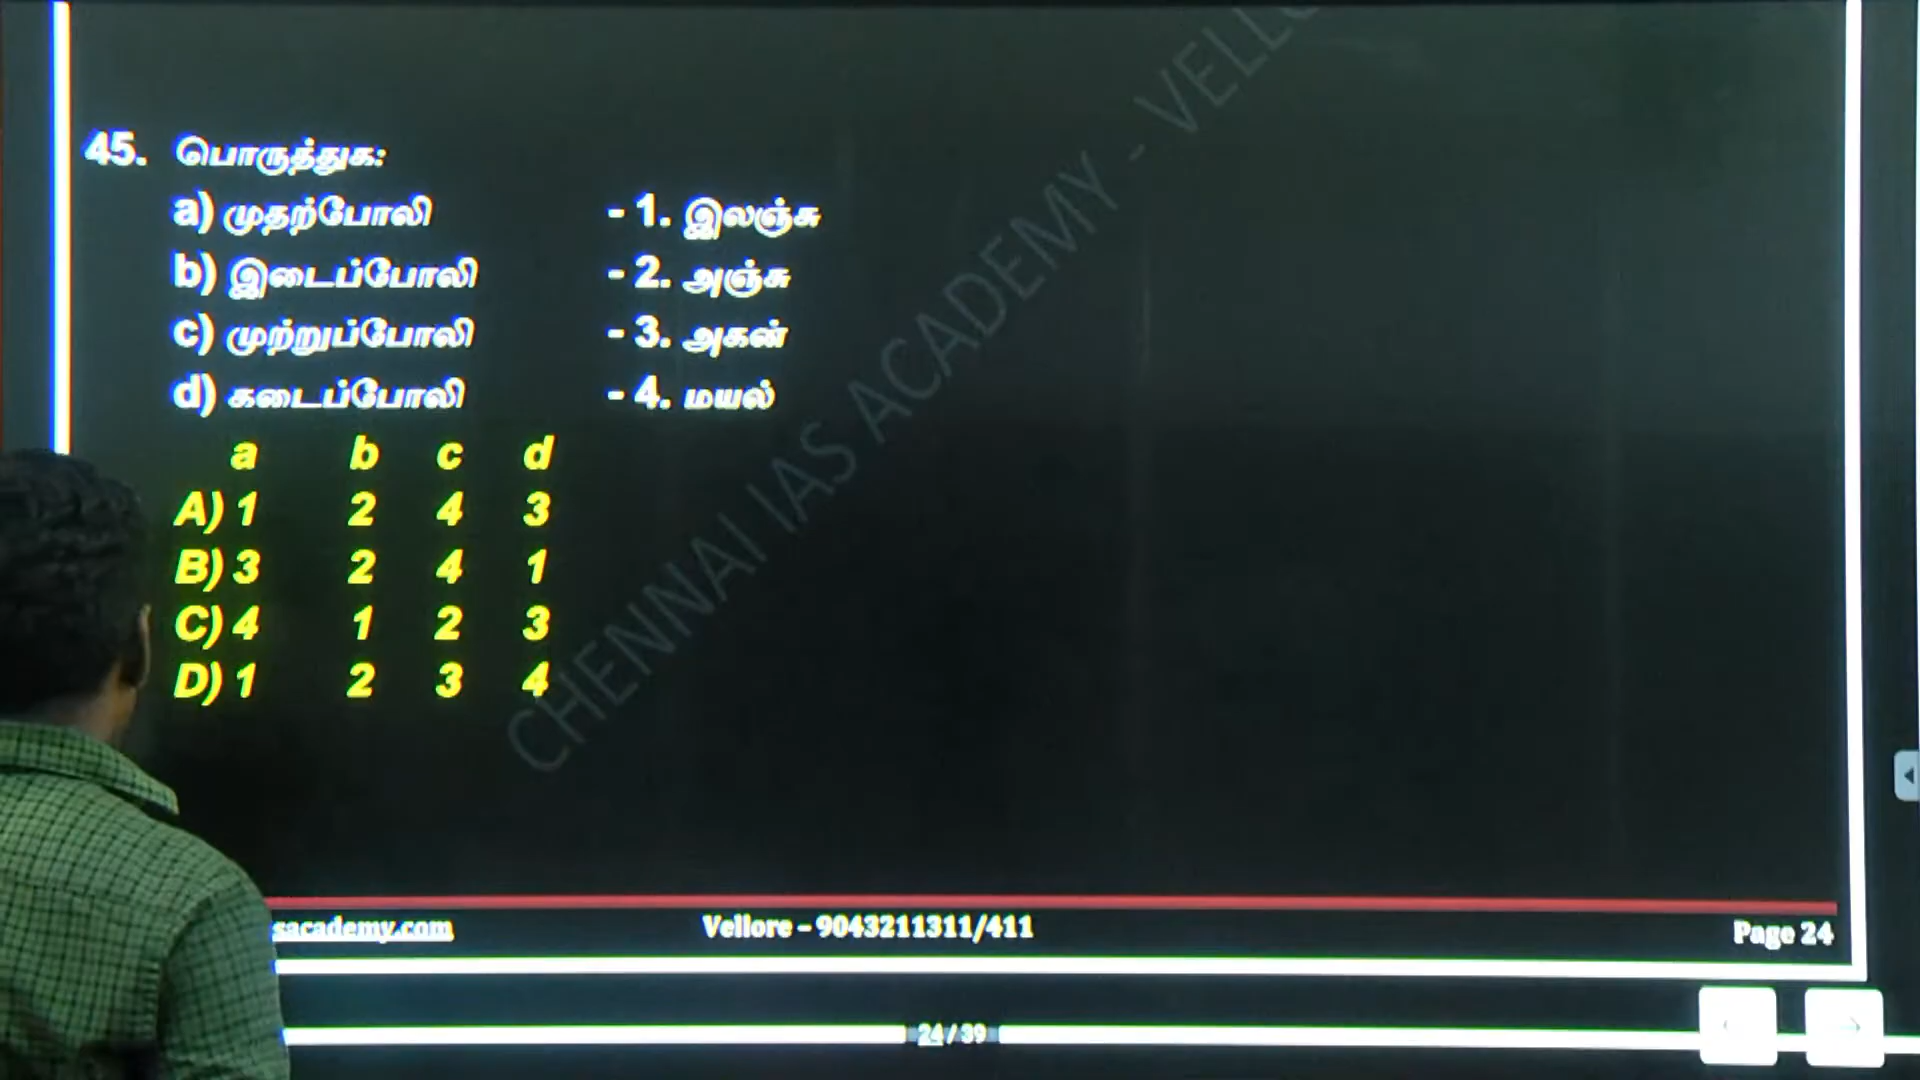 CHENNAI IAS ACADEMY - VELLO
45. பொருத்துக:
a) முதற்போலி - 1. இலஞ்சு
b) இடைப்போலி - 2. அஞ்சு
c) முற்றுப்போலி - 3. அகன்
d) கடைப்போலி - 4. மயல்
a b c d
A) 1 2 4 3
B) 3 2 4 1
C) 4 1 2 3
D) 1 2 3 4
sacademy.com Vellore - 9043211311/411 Page 24
24 / 39